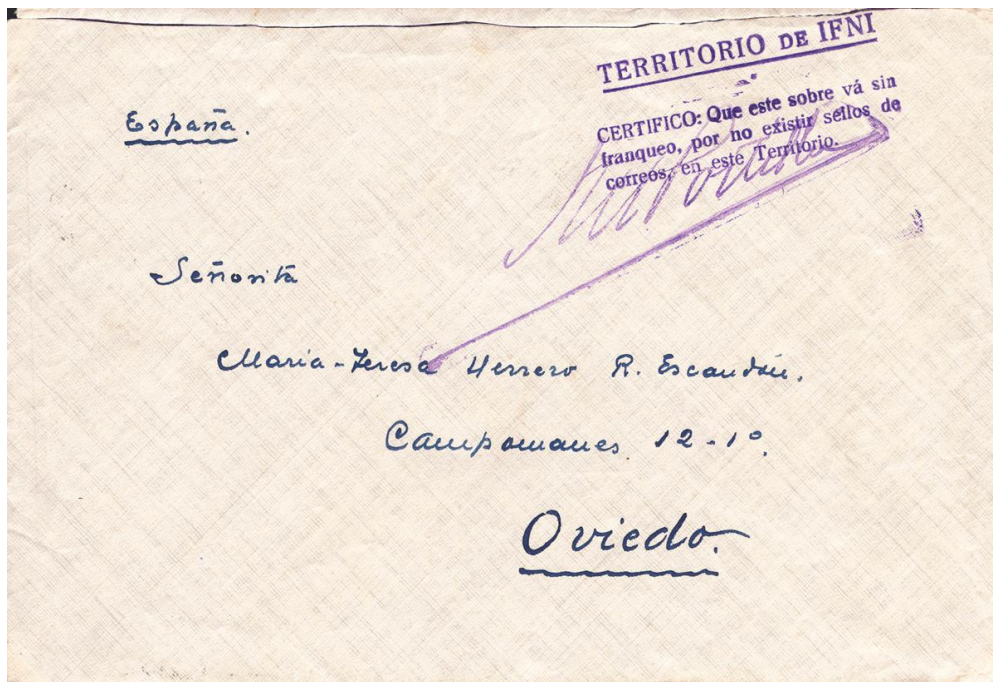 TERRITORIO DE IFNI
CERTIFICO: Que este sobre vá sin
franqueo, por no existir sellos de
correos, en este Territorio.
España.
Señorita
Maria-Teresa Herrero R. Escandón.
Campomanes 12-1º.
Oviedo.